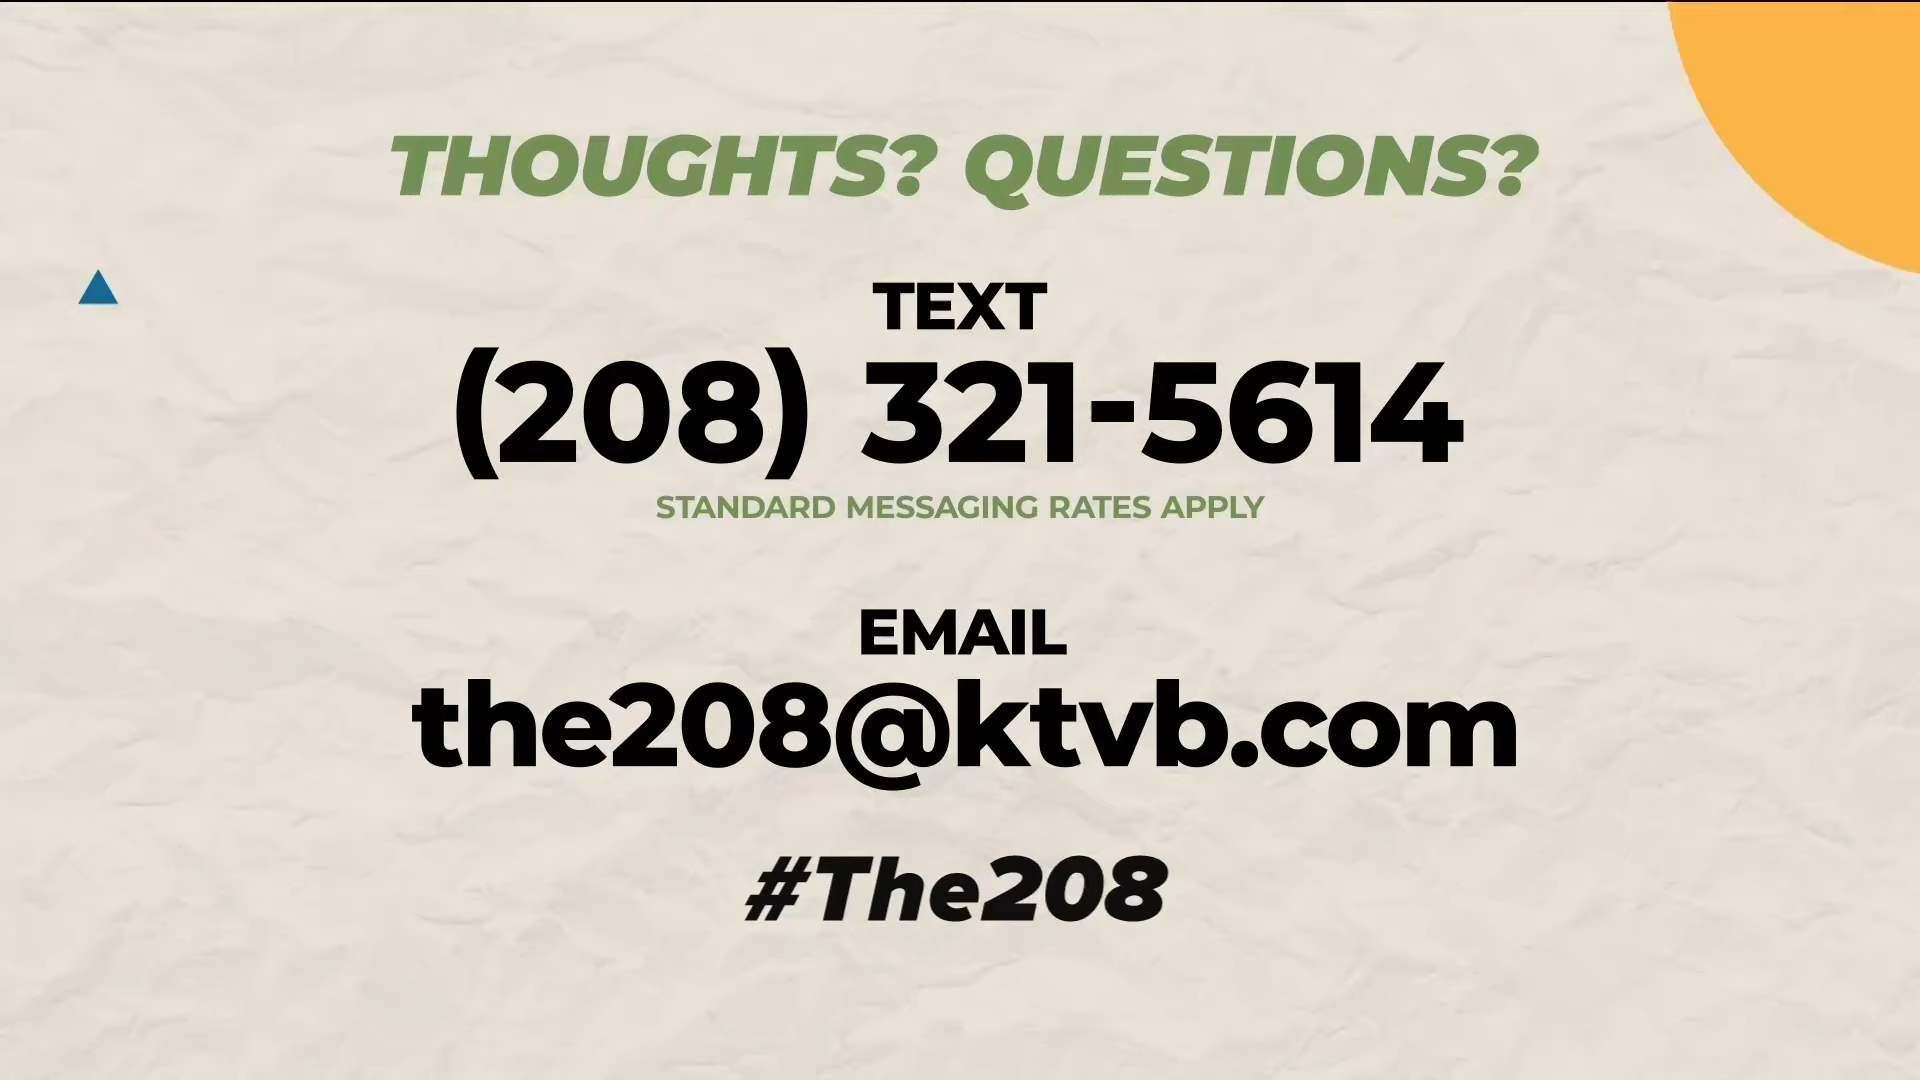 THOUGHTS? QUESTIONS?
TEXT
(208) 321-5614
STANDARD MESSAGING RATES APPLY
EMAIL
the208@ktvb.com
#The208